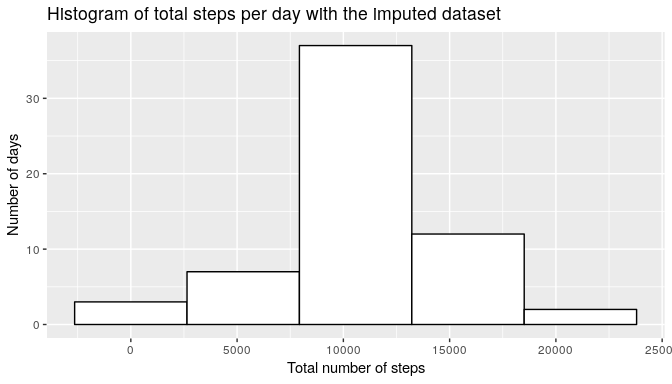 Histogram of total steps per day with the imputed dataset
30
20
10
0
Number of days
0 5000 10000 15000 20000 2500
Total number of steps